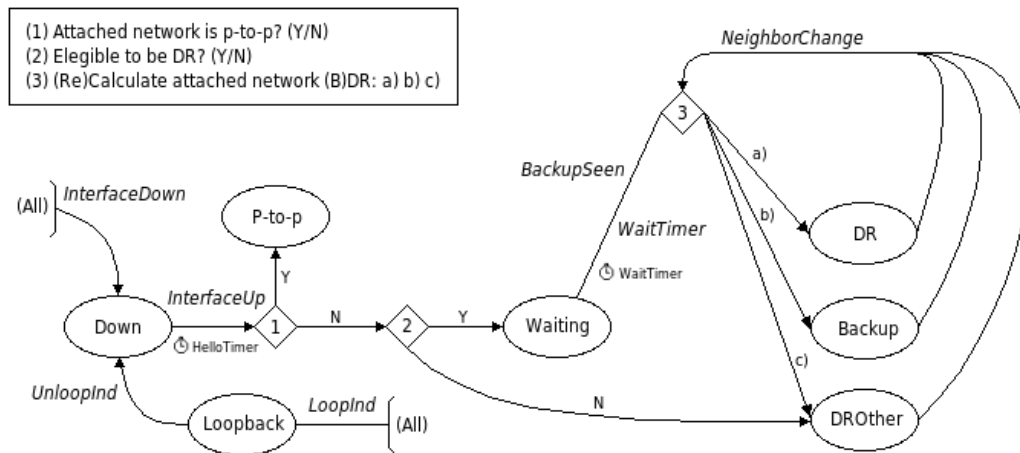 (1) Attached network is p-to-p? (Y/N)
(2) Elegible to be DR? (Y/N)
(3) (Re)Calculate attached network (B)DR: a) b) c)
NeighborChange
3
a)
BackupSeen
InterfaceDown
(All)
P-to-p
b)
WaitTimer
DR
WaitTimer
Y
InterfaceUp
Down
1
N
2
Y
Waiting
Backup
HelloTimer
c)
UnloopInd
LoopInd
N
Loopback
(All)
DROther